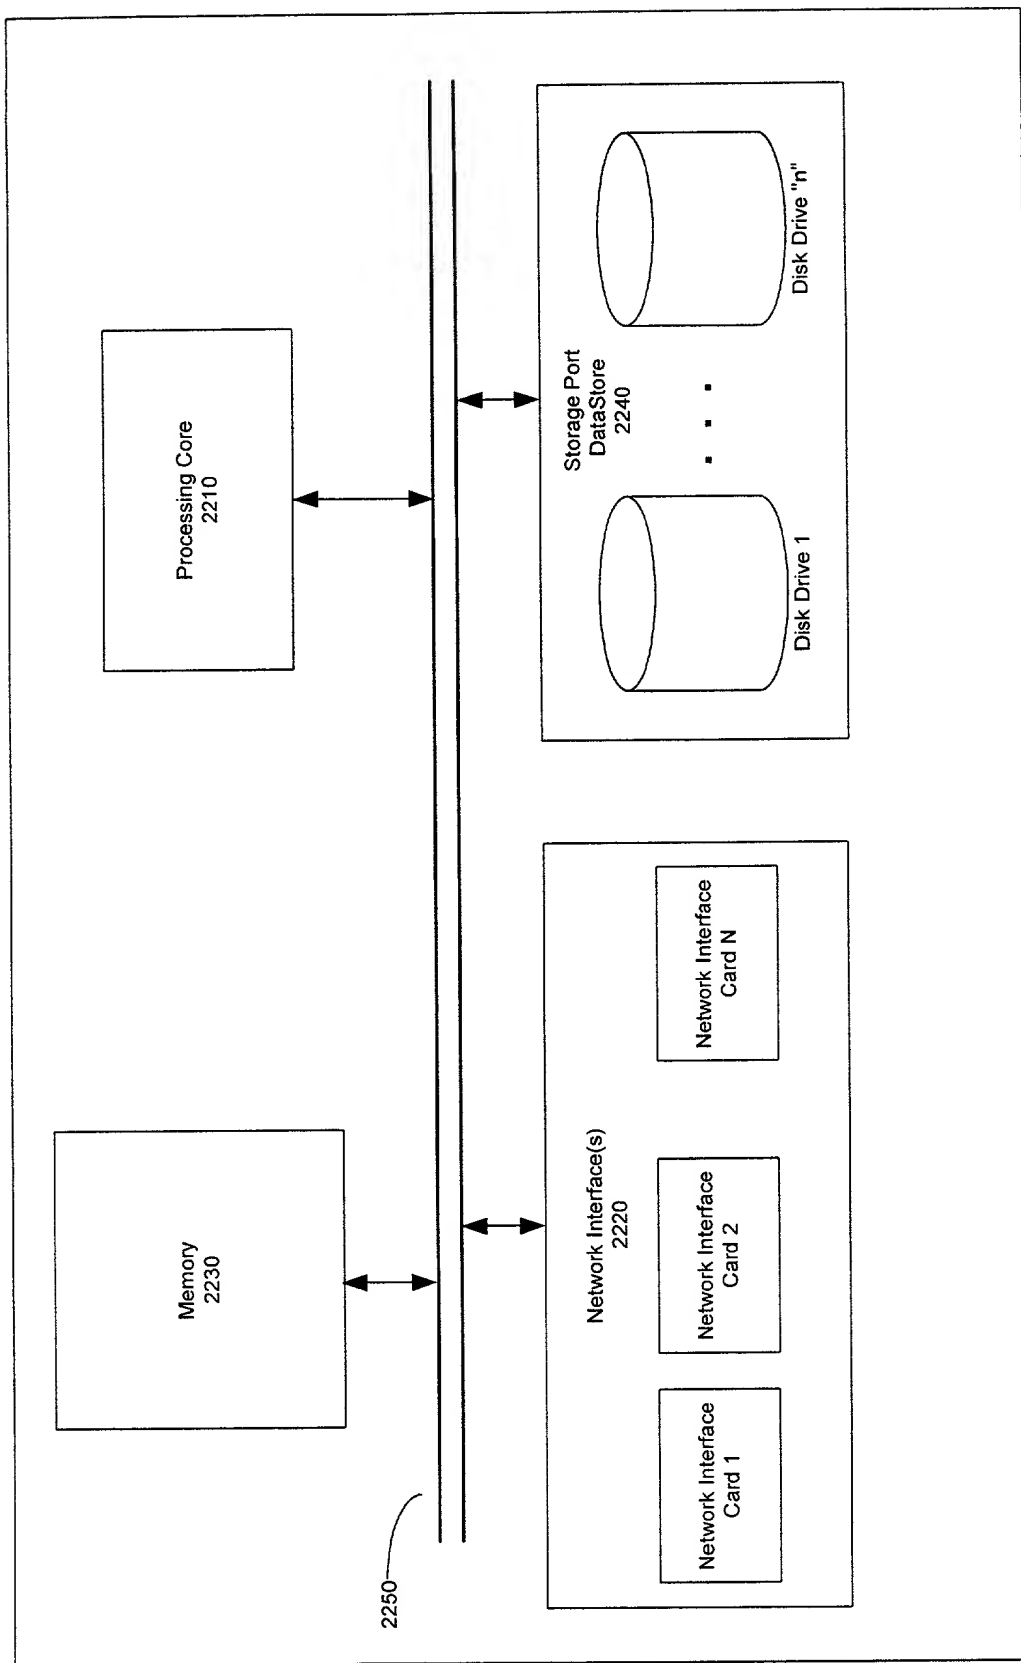 Memory
2230
Processing Core
2210
2250
Network Interface(s)
2220
Network Interface
Card 1
Network Interface
Card 2
Network Interface
Card N
Storage Port
DataStore
2240
Disk Drive 1
Disk Drive "n"